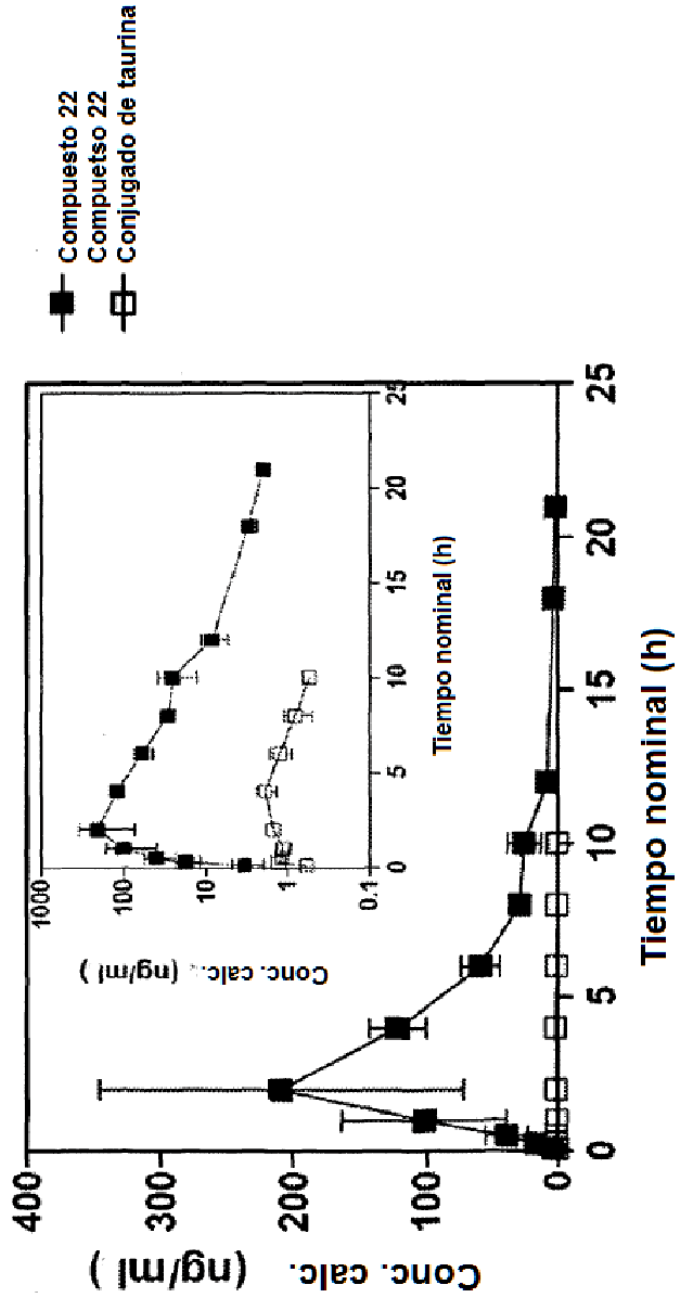 Compuesto 22
Compuetso 22
Conjugado de taurina
400
300
200
100
0
Conc. calc.
(ng/ml )
0
5
10
15
20
25
Tiempo nominal (h)
1000
100
10
1
0.1
Conc. calc.
( ng/ml )
0
5
10
15
20
25
Tiempo nominal (h)